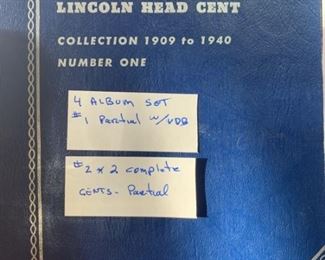 LINCOLN HEAD CENT
COLLECTION 1909 to 1940
NUMBER ONE
4 ALBUM SET
#1 Partial w/VDB
#2 x 2 complete
CENTS - Partial